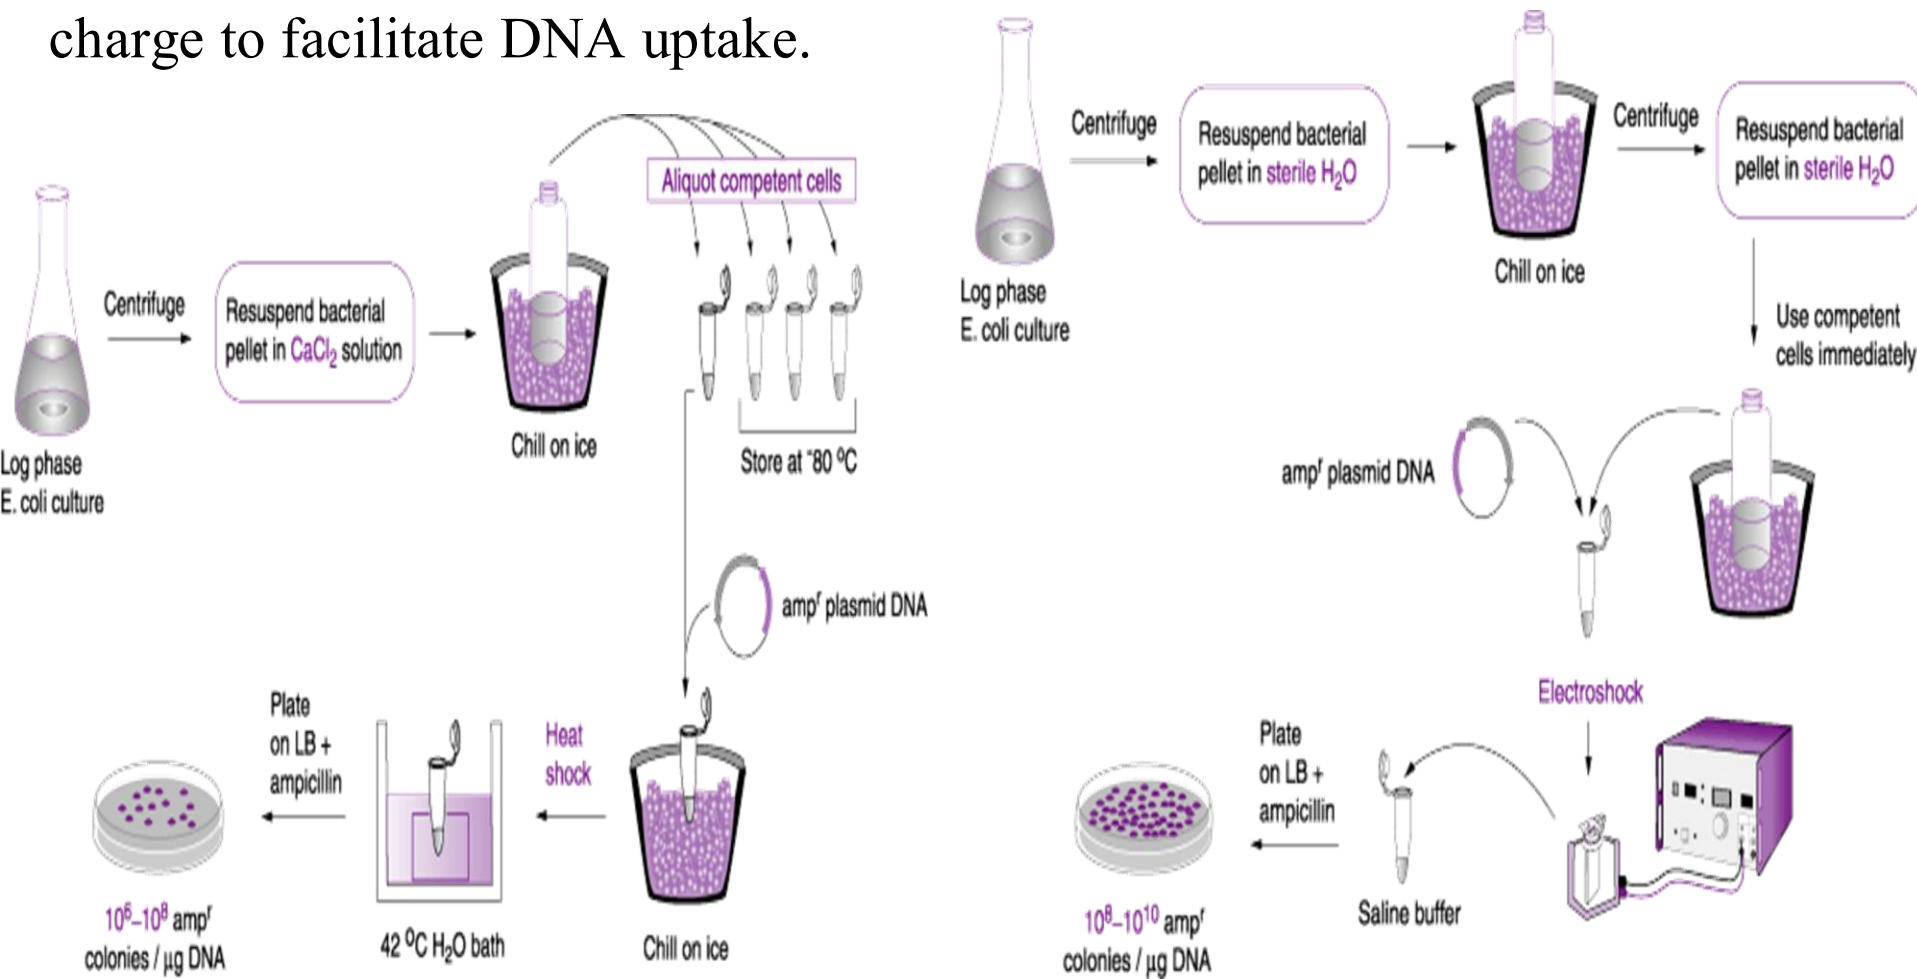 charge to facilitate DNA uptake.
Log phase
E. coli culture
Centrifuge
Resuspend bacterial
pellet in CaCl₂ solution
Chill on ice
Aliquot competent cells
Store at ⁻80 ⁰C
ampʳ plasmid DNA
Chill on ice
Heat
shock
42 ⁰C H₂O bath
Plate
on LB +
ampicillin
10⁶–10⁸ ampʳ
colonies / µg DNA
Log phase
E. coli culture
Centrifuge
Resuspend bacterial
pellet in sterile H₂O
Chill on ice
Centrifuge
Resuspend bacterial
pellet in sterile H₂O
Use competent
cells immediately
ampʳ plasmid DNA
Electroshock
Saline buffer
Plate
on LB +
ampicillin
10⁸–10¹⁰ ampʳ
colonies / µg DNA